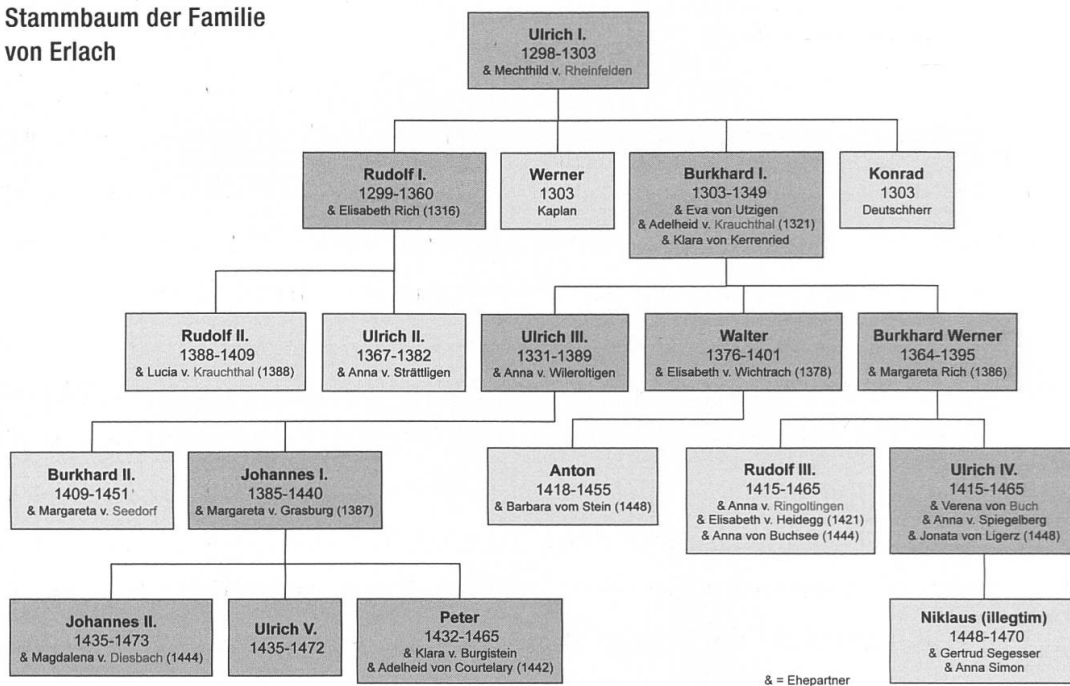 Stammbaum der Familie
von Erlach
Ulrich I.
1298-1303
& Mechthild v. Rheinfelden
Rudolf I.
1299-1360
& Elisabeth Rich (1316)
Werner
1303
Kaplan
Burkhard I.
1303-1349
& Eva von Utzigen
& Adelheid v. Krauchthal (1321)
& Klara von Kerrenried
Konrad
1303
Deutschherr
Rudolf II.
1388-1409
& Lucia v. Krauchthal (1388)
Ulrich II.
1367-1382
& Anna v. Strättligen
Ulrich III.
1331-1389
& Anna v. Wileroltigen
Walter
1376-1401
& Elisabeth v. Wichtrach (1378)
Burkhard Werner
1364-1395
& Margareta Rich (1386)
Burkhard II.
1409-1451
& Margareta v. Seedorf
Johannes I.
1385-1440
& Margareta v. Grasburg (1387)
Anton
1418-1455
& Barbara vom Stein (1448)
Rudolf III.
1415-1465
& Anna v. Ringoltingen
& Elisabeth v. Heidegg (1421)
& Anna von Buchsee (1444)
Ulrich IV.
1415-1465
& Verena von Buch
& Anna v. Spiegelberg
& Jonata von Ligerz (1448)
Johannes II.
1435-1473
& Magdalena v. Diesbach (1444)
Ulrich V.
1435-1472
Peter
1432-1465
& Klara v. Burgistein
& Adelheid von Courtelary (1442)
Niklaus (illegtim)
1448-1470
& Gertrud Segesser
& Anna Simon
& = Ehepartner